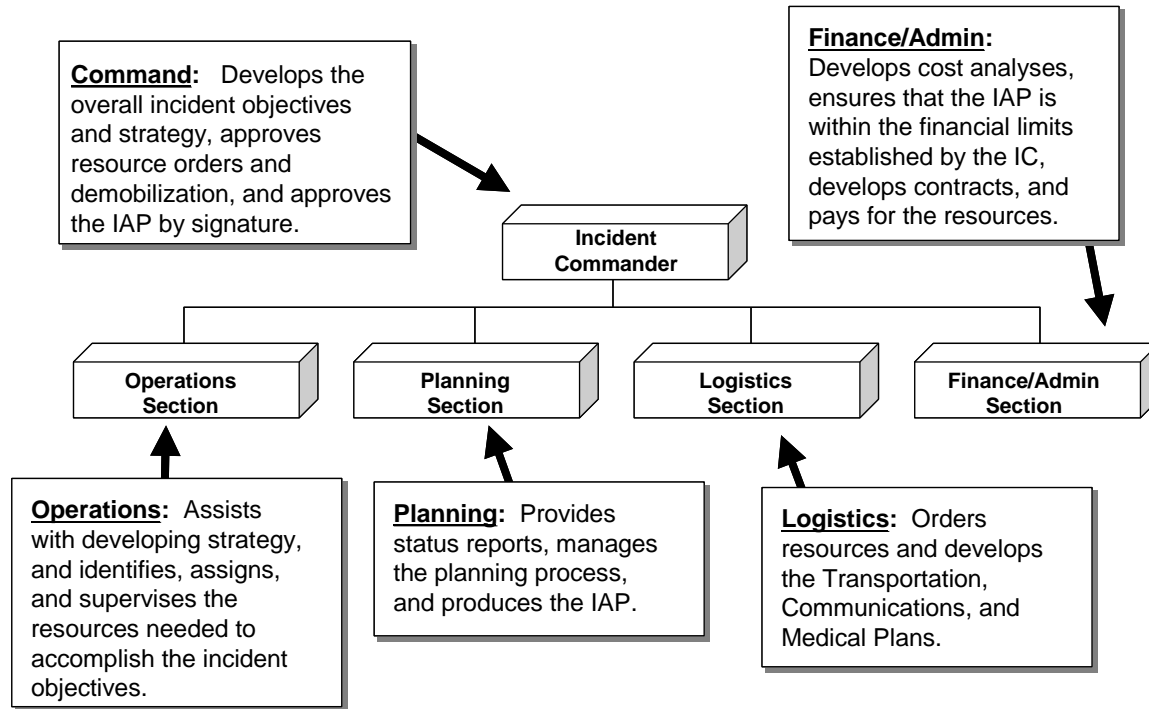 Command: Develops the
overall incident objectives
and strategy, approves
resource orders and
demobilization, and approves
the IAP by signature.
Finance/Admin:
Develops cost analyses,
ensures that the IAP is
within the financial limits
established by the IC,
develops contracts, and
pays for the resources.
Incident
Commander
Operations
Section
Planning
Section
Logistics
Section
Finance/Admin
Section
Operations: Assists
with developing strategy,
and identifies, assigns,
and supervises the
resources needed to
accomplish the incident
objectives.
Planning: Provides
status reports, manages
the planning process,
and produces the IAP.
Logistics: Orders
resources and develops
the Transportation,
Communications, and
Medical Plans.